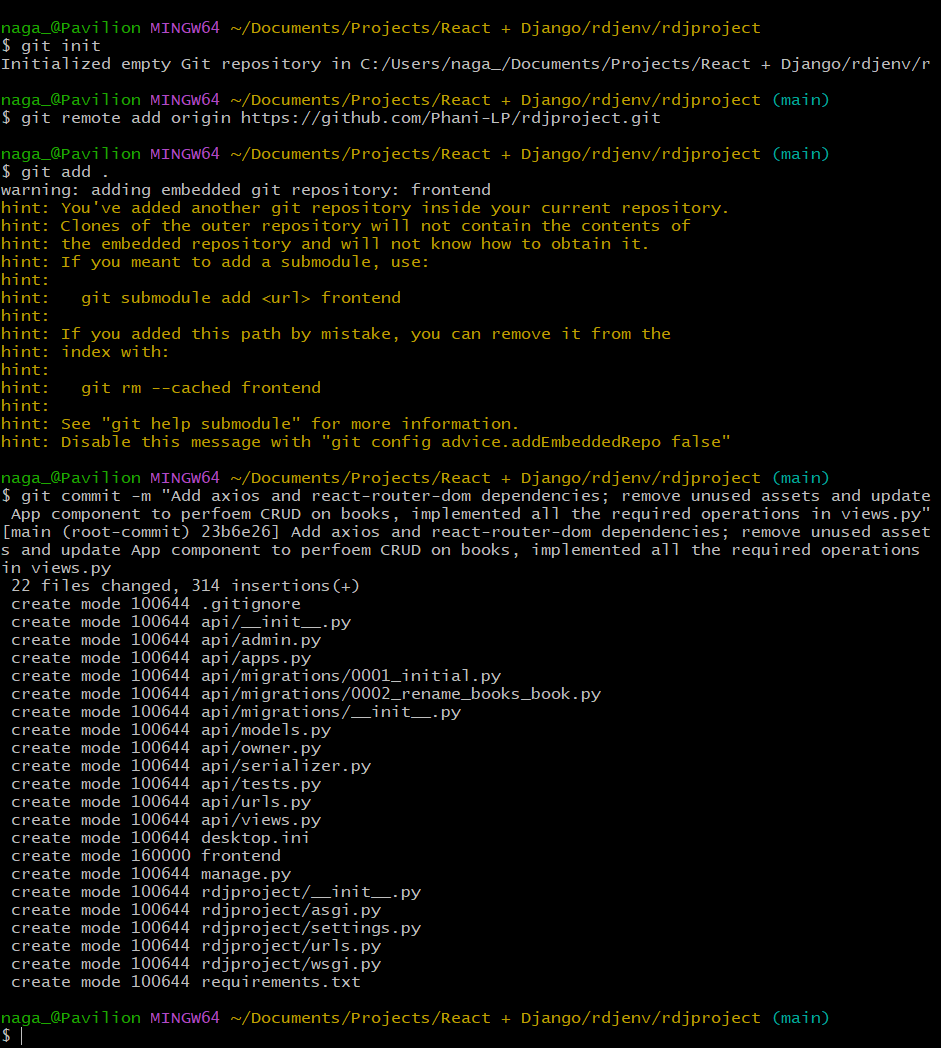 naga_@Pavilion MINGW64 ~/Documents/Projects/React + Django/rdjenv/rdjproject
$ git init
Initialized empty Git repository in C:/Users/naga_/Documents/Projects/React + Django/rdjenv/r

naga_@Pavilion MINGW64 ~/Documents/Projects/React + Django/rdjenv/rdjproject (main)
$ git remote add origin https://github.com/Phani-LP/rdjproject.git

naga_@Pavilion MINGW64 ~/Documents/Projects/React + Django/rdjenv/rdjproject (main)
$ git add .
warning: adding embedded git repository: frontend
hint: You've added another git repository inside your current repository.
hint: Clones of the outer repository will not contain the contents of
hint: the embedded repository and will not know how to obtain it.
hint: If you meant to add a submodule, use:
hint:
hint:   git submodule add <url> frontend
hint:
hint: If you added this path by mistake, you can remove it from the
hint: index with:
hint:
hint:   git rm --cached frontend
hint:
hint: See "git help submodule" for more information.
hint: Disable this message with "git config advice.addEmbeddedRepo false"

naga_@Pavilion MINGW64 ~/Documents/Projects/React + Django/rdjenv/rdjproject (main)
$ git commit -m "Add axios and react-router-dom dependencies; remove unused assets and update
 App component to perfoem CRUD on books, implemented all the required operations in views.py"
[main (root-commit) 23b6e26] Add axios and react-router-dom dependencies; remove unused asset
s and update App component to perfoem CRUD on books, implemented all the required operations
in views.py
 22 files changed, 314 insertions(+)
 create mode 100644 .gitignore
 create mode 100644 api/__init__.py
 create mode 100644 api/admin.py
 create mode 100644 api/apps.py
 create mode 100644 api/migrations/0001_initial.py
 create mode 100644 api/migrations/0002_rename_books_book.py
 create mode 100644 api/migrations/__init__.py
 create mode 100644 api/models.py
 create mode 100644 api/owner.py
 create mode 100644 api/serializer.py
 create mode 100644 api/tests.py
 create mode 100644 api/urls.py
 create mode 100644 api/views.py
 create mode 100644 desktop.ini
 create mode 160000 frontend
 create mode 100644 manage.py
 create mode 100644 rdjproject/__init__.py
 create mode 100644 rdjproject/asgi.py
 create mode 100644 rdjproject/settings.py
 create mode 100644 rdjproject/urls.py
 create mode 100644 rdjproject/wsgi.py
 create mode 100644 requirements.txt

naga_@Pavilion MINGW64 ~/Documents/Projects/React + Django/rdjenv/rdjproject (main)
$